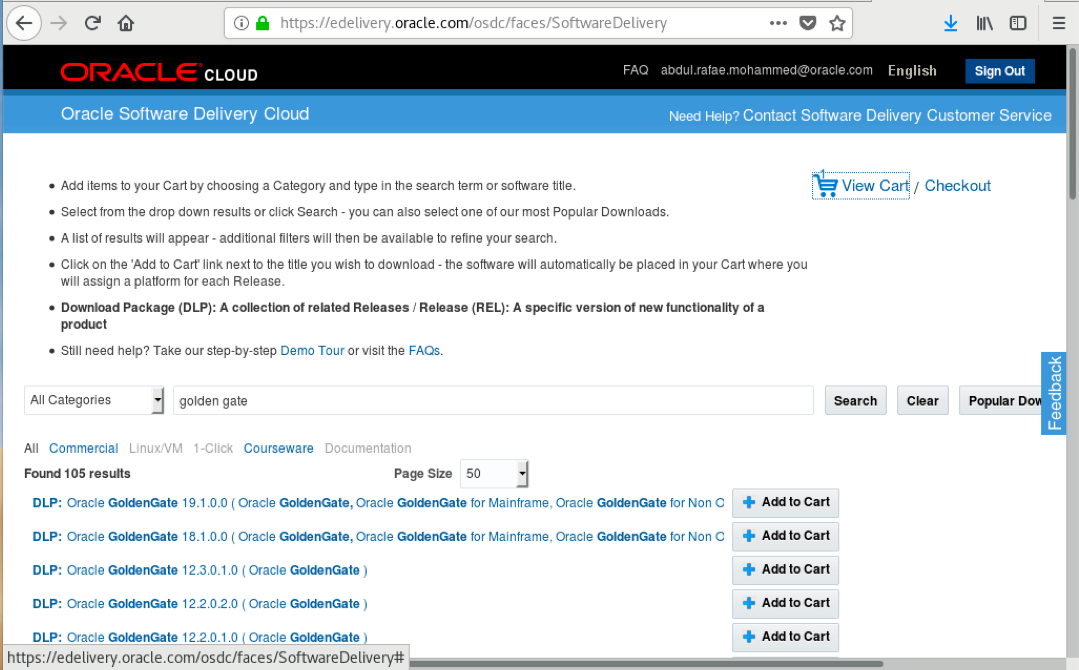 https://edelivery.oracle.com/osdc/faces/SoftwareDelivery
ORACLE CLOUD
FAQ abdul.rafae.mohammed@oracle.com English Sign Out
Oracle Software Delivery Cloud
Need Help? Contact Software Delivery Customer Service
1
View Cart / Checkout
• Add items to your Cart by choosing a Category and type in the search term or software title.
• Select from the drop down results or click Search - you can also select one of our most Popular Downloads.
• A list of results will appear - additional filters will then be available to refine your search.
• Click on the 'Add to Cart' link next to the title you wish to download - the software will automatically be placed in your Cart where you
will assign a platform for each Release.
• Download Package (DLP): A collection of related Releases / Release (REL): A specific version of new functionality of a
product
• Still need help? Take our step-by-step Demo Tour or visit the FAQs.
Feedback
All Categories golden gate Search Clear Popular Dow
All Commercial Linux/VM 1-Click Courseware Documentation
Found 105 results Page Size 50
DLP: Oracle GoldenGate 19.1.0.0 ( Oracle GoldenGate, Oracle GoldenGate for Mainframe, Oracle GoldenGate for Non O Add to Cart
DLP: Oracle GoldenGate 18.1.0.0 ( Oracle GoldenGate, Oracle GoldenGate for Mainframe, Oracle GoldenGate for Non O Add to Cart
DLP: Oracle GoldenGate 12.3.0.1.0 ( Oracle GoldenGate ) Add to Cart
DLP: Oracle GoldenGate 12.2.0.2.0 ( Oracle GoldenGate ) Add to Cart
DLP: Oracle GoldenGate 12.2.0.1.0 ( Oracle GoldenGate ) Add to Cart
https://edelivery.oracle.com/osdc/faces/SoftwareDelivery#